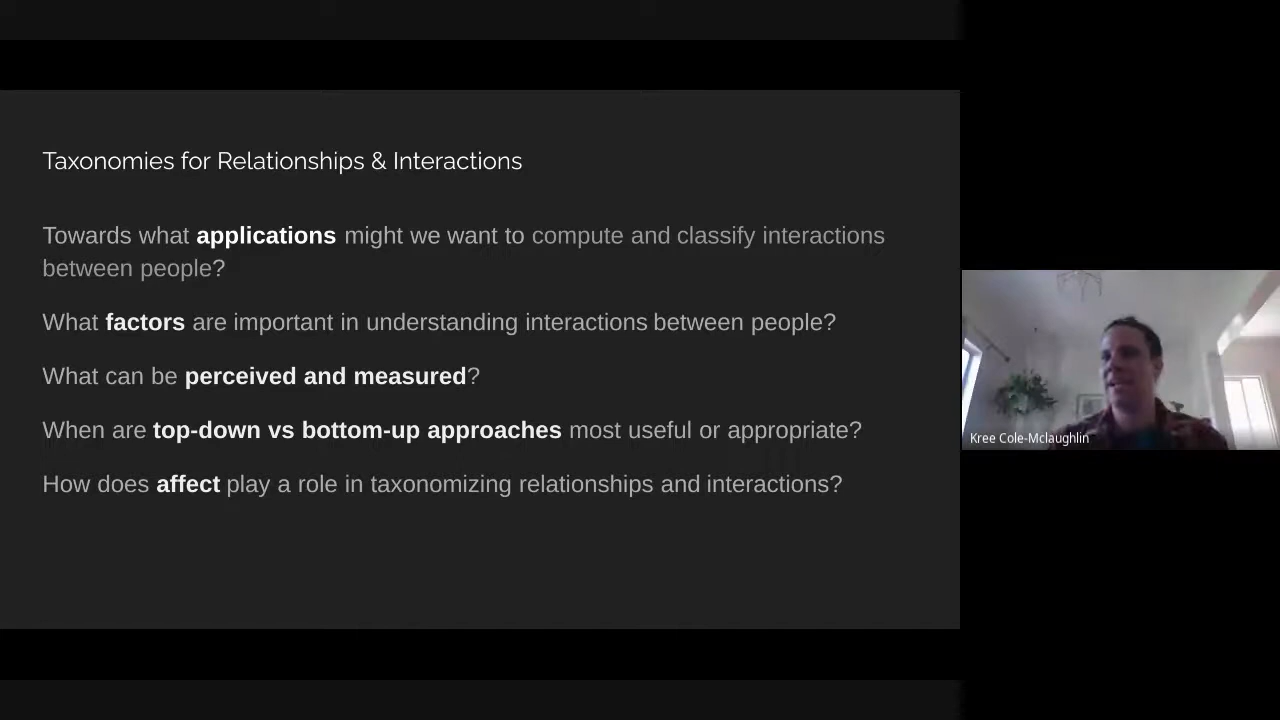 Taxonomies for Relationships & Interactions
Towards what applications might we want to compute and classify interactions
between people?
What factors are important in understanding interactions between people?
What can be perceived and measured?
When are top-down vs bottom-up approaches most useful or appropriate?
How does affect play a role in taxonomizing relationships and interactions?
Kree Cole-Mclaughlin